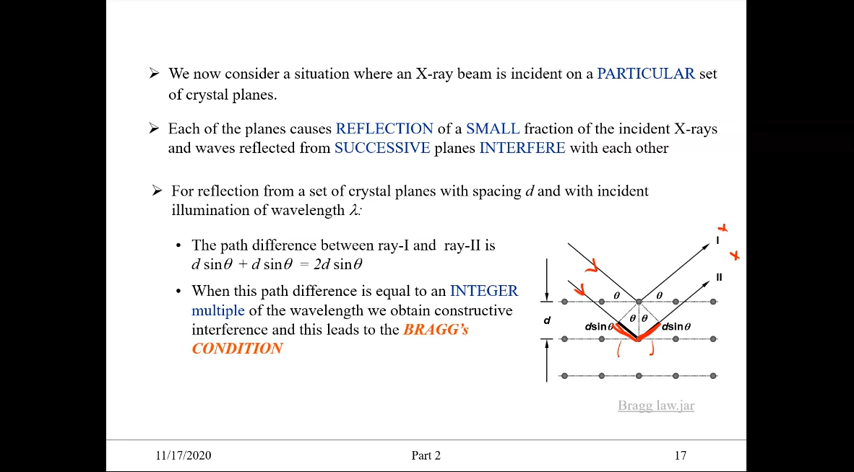 ➢ We now consider a situation where an X-ray beam is incident on a PARTICULAR set
of crystal planes.
➢ Each of the planes causes REFLECTION of a SMALL fraction of the incident X-rays
and waves reflected from SUCCESSIVE planes INTERFERE with each other
➢ For reflection from a set of crystal planes with spacing d and with incident
illumination of wavelength λ:
• The path difference between ray-I and ray-II is
d sinθ + d sinθ = 2d sinθ
• When this path difference is equal to an INTEGER
multiple of the wavelength we obtain constructive
interference and this leads to the BRAGG's
CONDITION
I
II
θ θ
d
θ θ
dsinθ dsinθ
Bragg law.jar
11/17/2020 Part 2 17